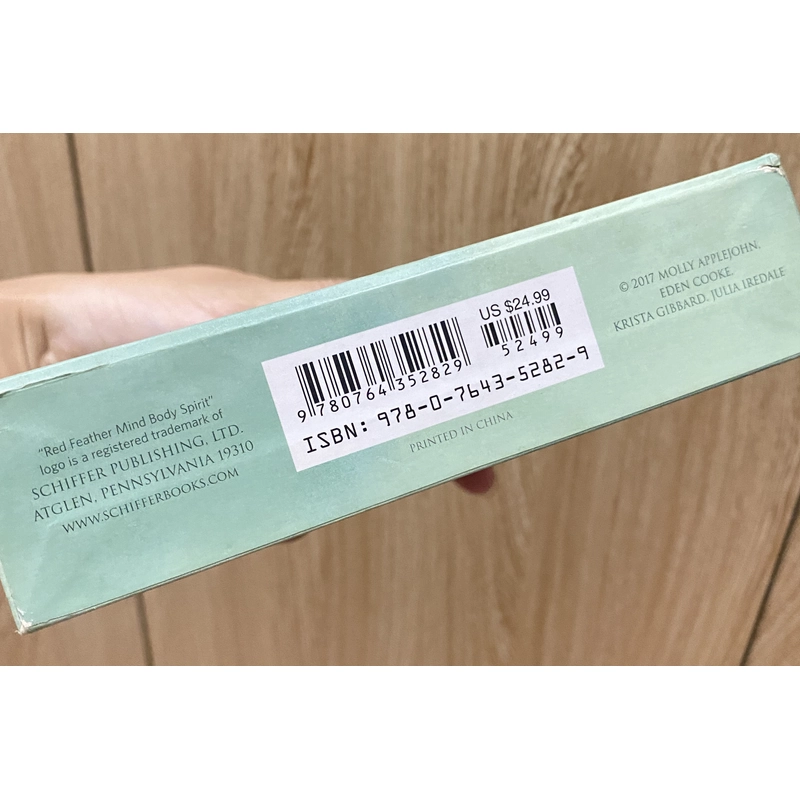 "Red Feather Mind Body Spirit"
logo is a registered trademark of
SCHIFFER PUBLISHING, LTD.
ATGLEN, PENNSYLVANIA 19310
WWW.SCHIFFERBOOKS.COM
US $24.99
9 780764 352829
52499
ISBN: 978-0-7643-5282-9
PRINTED IN CHINA
© 2017 MOLLY APPLEJOHN,
EDEN COOKE,
KRISTA GIBBARD, JULIA IREDALE